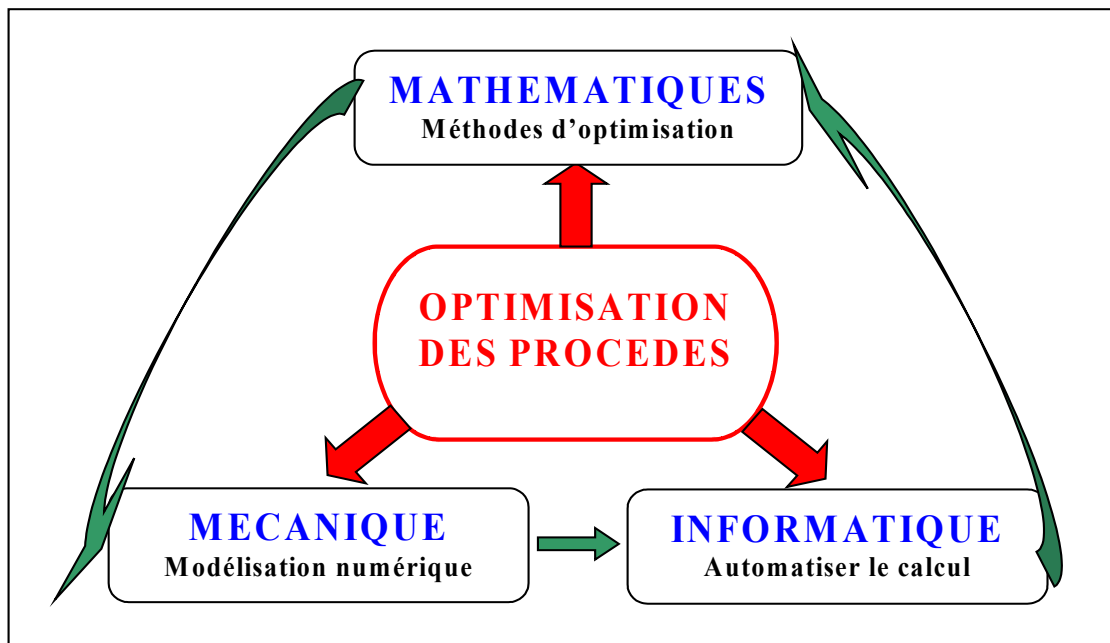 MATHEMATIQUES
Méthodes d’optimisation
OPTIMISATION
DES PROCEDES
MECANIQUE
Modélisation numérique
INFORMATIQUE
Automatiser le calcul